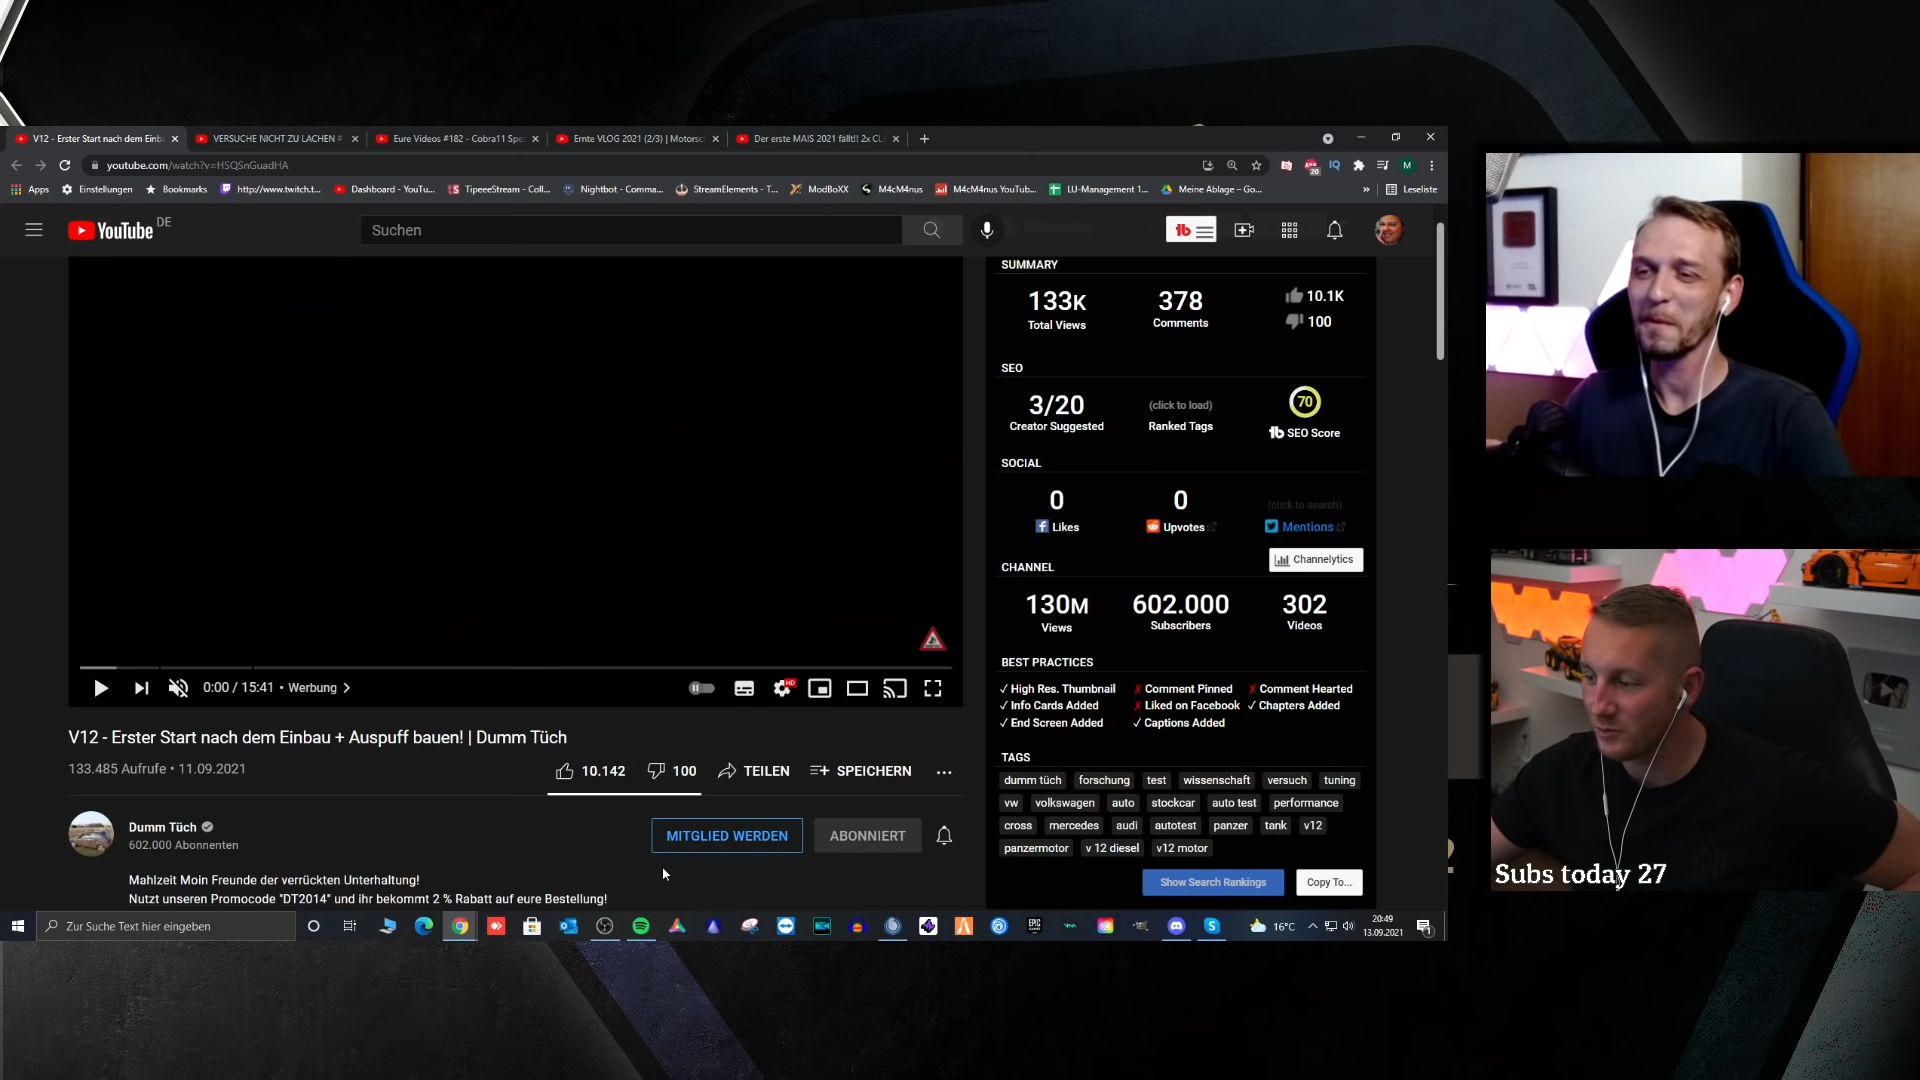 V12 - Erster Start nach dem Einb
VERSUCHE NICHT ZU LACHEN #
Eure Videos #182 - Cobra11 Spe
Ernte VLOG 2021 (2/3) | Motorsc
Der erste MAIS 2021 fällt!! 2x CL
youtube.com/watch?v=HSQSnGuadHA
Apps
Einstellungen
Bookmarks
http://www.twitch.t...
Dashboard - YouTu...
TipeeeStream - Coll...
Nightbot - Comma...
StreamElements - T...
ModBoXX
M4cM4nus
M4cM4nus YouTub...
LU-Management 1...
Meine Ablage – Go...
»
Leseliste
YouTube DE
Suchen
SUMMARY
133K
378
10.1K
Total Views
Comments
100
SEO
3/20
(click to load)
70
Creator Suggested
Ranked Tags
SEO Score
SOCIAL
0
0
(click to search)
Likes
Upvotes
Mentions
Channelytics
CHANNEL
130M
602.000
302
Views
Subscribers
Videos
BEST PRACTICES
✓ High Res. Thumbnail
✗ Comment Pinned
✗ Comment Hearted
✓ Info Cards Added
✗ Liked on Facebook
✓ Chapters Added
✓ End Screen Added
✓ Captions Added
TAGS
dumm tüch forschung test wissenschaft versuch tuning
vw volkswagen auto stockcar auto test performance
cross mercedes audi autotest panzer tank v12
panzermotor v 12 diesel v12 motor
Show Search Rankings
Copy To...
0:00 / 15:41 • Werbung
HD
V12 - Erster Start nach dem Einbau + Auspuff bauen! | Dumm Tüch
133.485 Aufrufe • 11.09.2021
10.142
100
TEILEN
SPEICHERN
Dumm Tüch
602.000 Abonnenten
MITGLIED WERDEN
ABONNIERT
Mahlzeit Moin Freunde der verrückten Unterhaltung!
Nutzt unseren Promocode "DT2014" und ihr bekommt 2 % Rabatt auf eure Bestellung!
Zur Suche Text hier eingeben
16°C
20:49
13.09.2021
Subs today 27